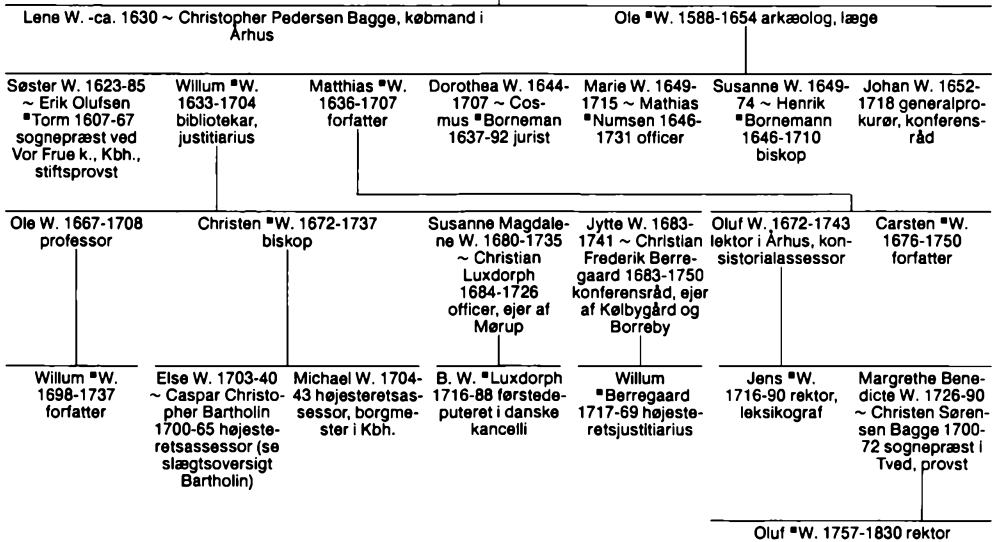 Lene W. -ca. 1630 ~ Christopher Pedersen Bagge, købmand i
Århus
Ole ▪W. 1588-1654 arkæolog, læge
Søster W. 1623-85
~ Erik Olufsen
▪Torm 1607-67
sognepræst ved
Vor Frue k., Kbh.,
stiftsprovst
Willum ▪W.
1633-1704
bibliotekar,
justitiarius
Matthias ▪W.
1636-1707
forfatter
Dorothea W. 1644-
1707 ~ Cos-
mus ▪Borneman
1637-92 jurist
Marie W. 1649-
1715 ~ Mathias
▪Numsen 1646-
1731 officer
Susanne W. 1649-
74 ~ Henrik
▪Bornemann
1646-1710
biskop
Johan W. 1652-
1718 generalpro-
kurør, konferens-
råd
Ole W. 1667-1708
professor
Christen ▪W. 1672-1737
biskop
Susanne Magdale-
ne W. 1680-1735
~ Christian
Luxdorph
1684-1726
officer, ejer af
Mørup
Jytte W. 1683-
1741 ~ Christian
Frederik Berre-
gaard 1683-1750
konferensråd, ejer
af Kølbygård og
Borreby
Oluf W. 1672-1743
lektor i Århus, kon-
sistorialassessor
Carsten ▪W.
1676-1750
forfatter
Willum ▪W.
1698-1737
forfatter
Else W. 1703-40
~ Caspar Christo-
pher Bartholin
1700-65 højeste-
retsassessor (se
slægtsoversigt
Bartholin)
Michael W. 1704-
43 højesteretsas-
sessor, borgme-
ster i Kbh.
B. W. ▪Luxdorph
1716-88 førstede-
puteret i danske
kancelli
Willum
▪Berregaard
1717-69 højeste-
retsjustitiarius
Jens ▪W.
1716-90 rektor,
leksikograf
Margrethe Bene-
dicte W. 1726-90
~ Christen Søren-
sen Bagge 1700-
72 sognepræst i
Tved, provst
Oluf ▪W. 1757-1830 rektor